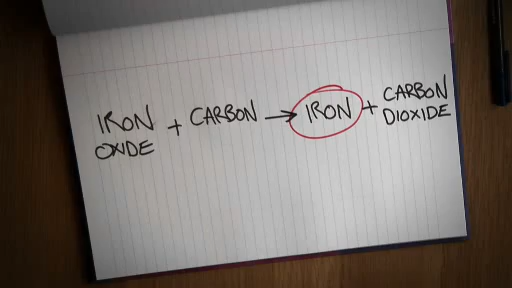 IRON OXIDE + CARBON → IRON + CARBON DIOXIDE